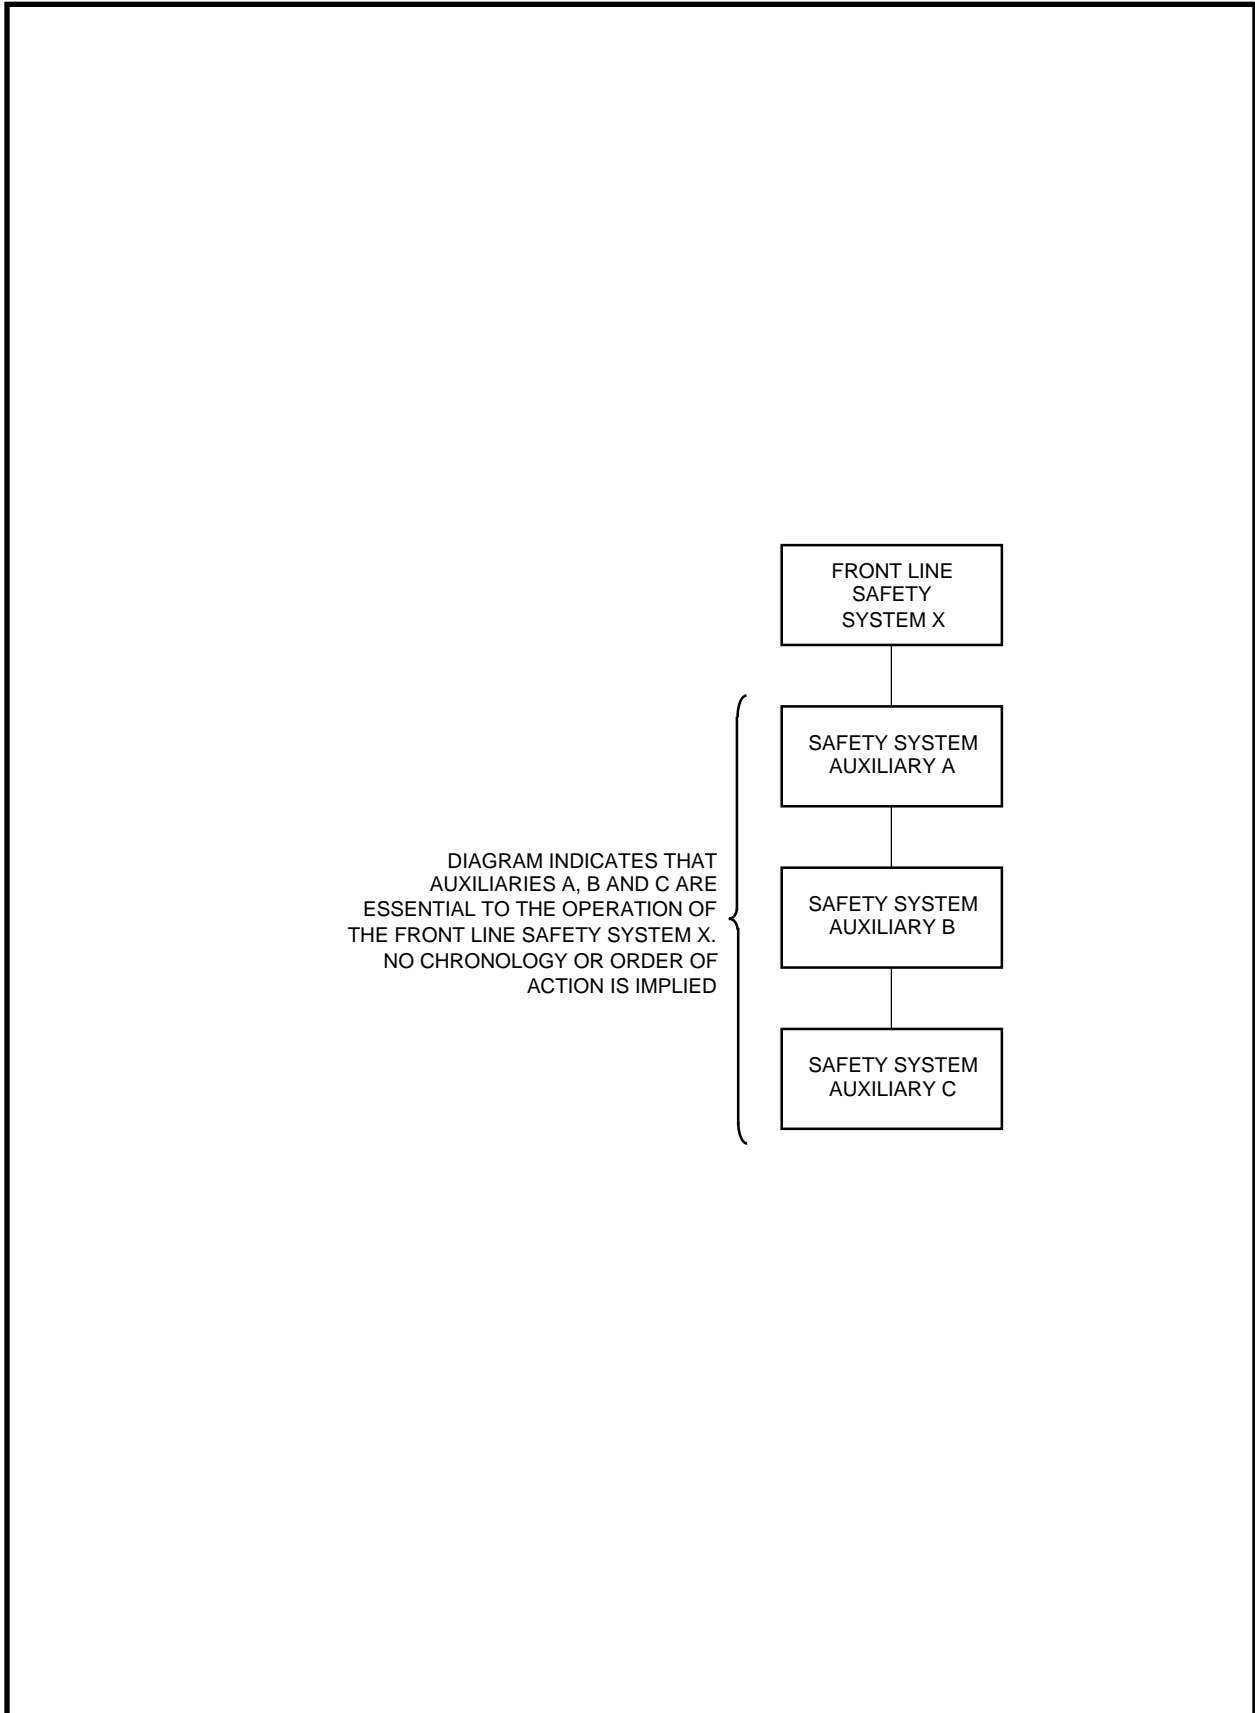 FRONT LINE
SAFETY
SYSTEM X
SAFETY SYSTEM
AUXILIARY A
DIAGRAM INDICATES THAT
AUXILIARIES A, B AND C ARE
ESSENTIAL TO THE OPERATION OF
THE FRONT LINE SAFETY SYSTEM X.
NO CHRONOLOGY OR ORDER OF
ACTION IS IMPLIED
SAFETY SYSTEM
AUXILIARY B
SAFETY SYSTEM
AUXILIARY C